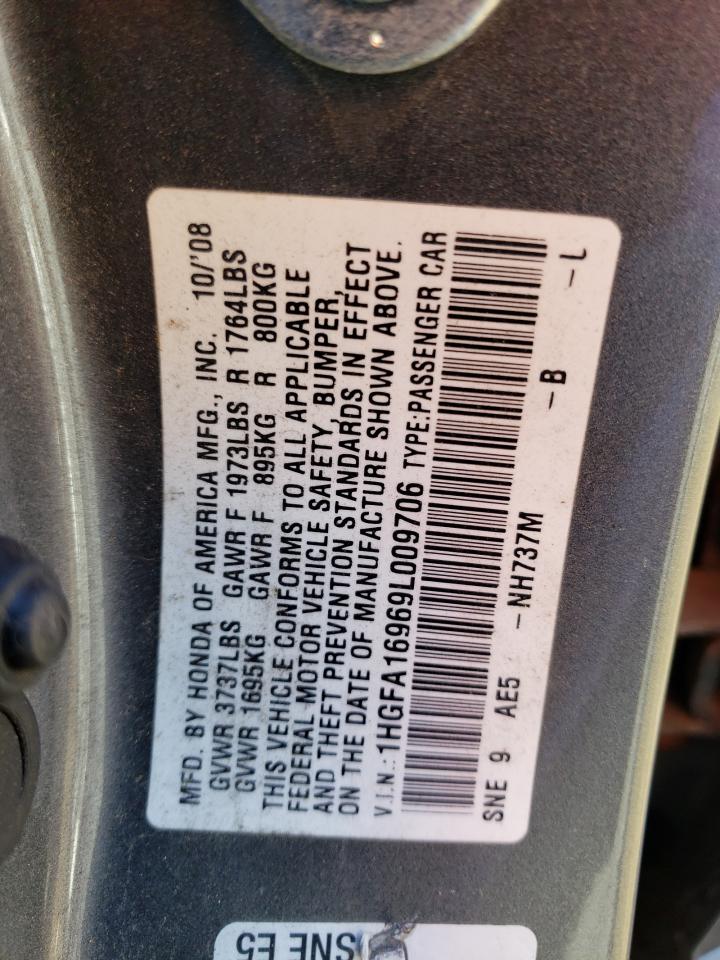 MFD. BY HONDA OF AMERICA MFG., INC. 10/'08
GVWR 3737LBS GAWR F 1973LBS R 1764LBS
GVWR 1695KG GAWR F 895KG R 800KG
THIS VEHICLE CONFORMS TO ALL APPLICABLE
FEDERAL MOTOR VEHICLE SAFETY, BUMPER,
AND THEFT PREVENTION STANDARDS IN EFFECT
ON THE DATE OF MANUFACTURE SHOWN ABOVE.
V.I.N.:1HGFA16969L009706 TYPE:PASSENGER CAR
SNE 9 AE5 -NH737M -B -L
SNE E5